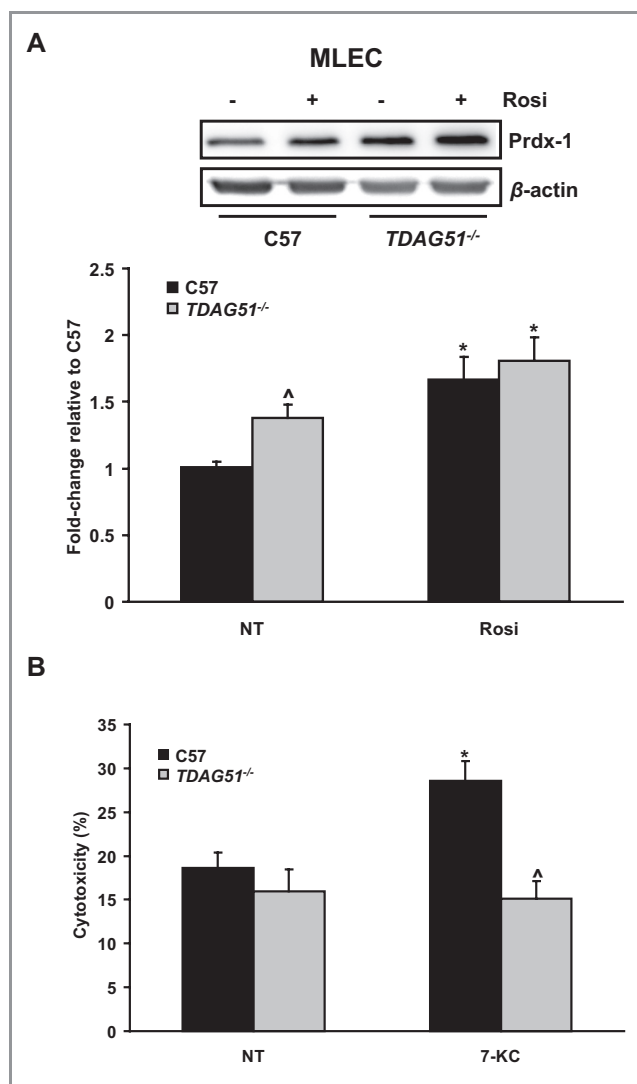 A
MLEC
- + - + Rosi
Prdx-1
β-actin
C57 TDAG51-/-
2.5
2
1.5
1
0.5
0
Fold-change relative to C57
C57
TDAG51-/-
^
*
*
NT Rosi
B
35
30
25
20
15
10
5
0
Cytotoxicity (%)
C57
TDAG51-/-
*
^
NT 7-KC